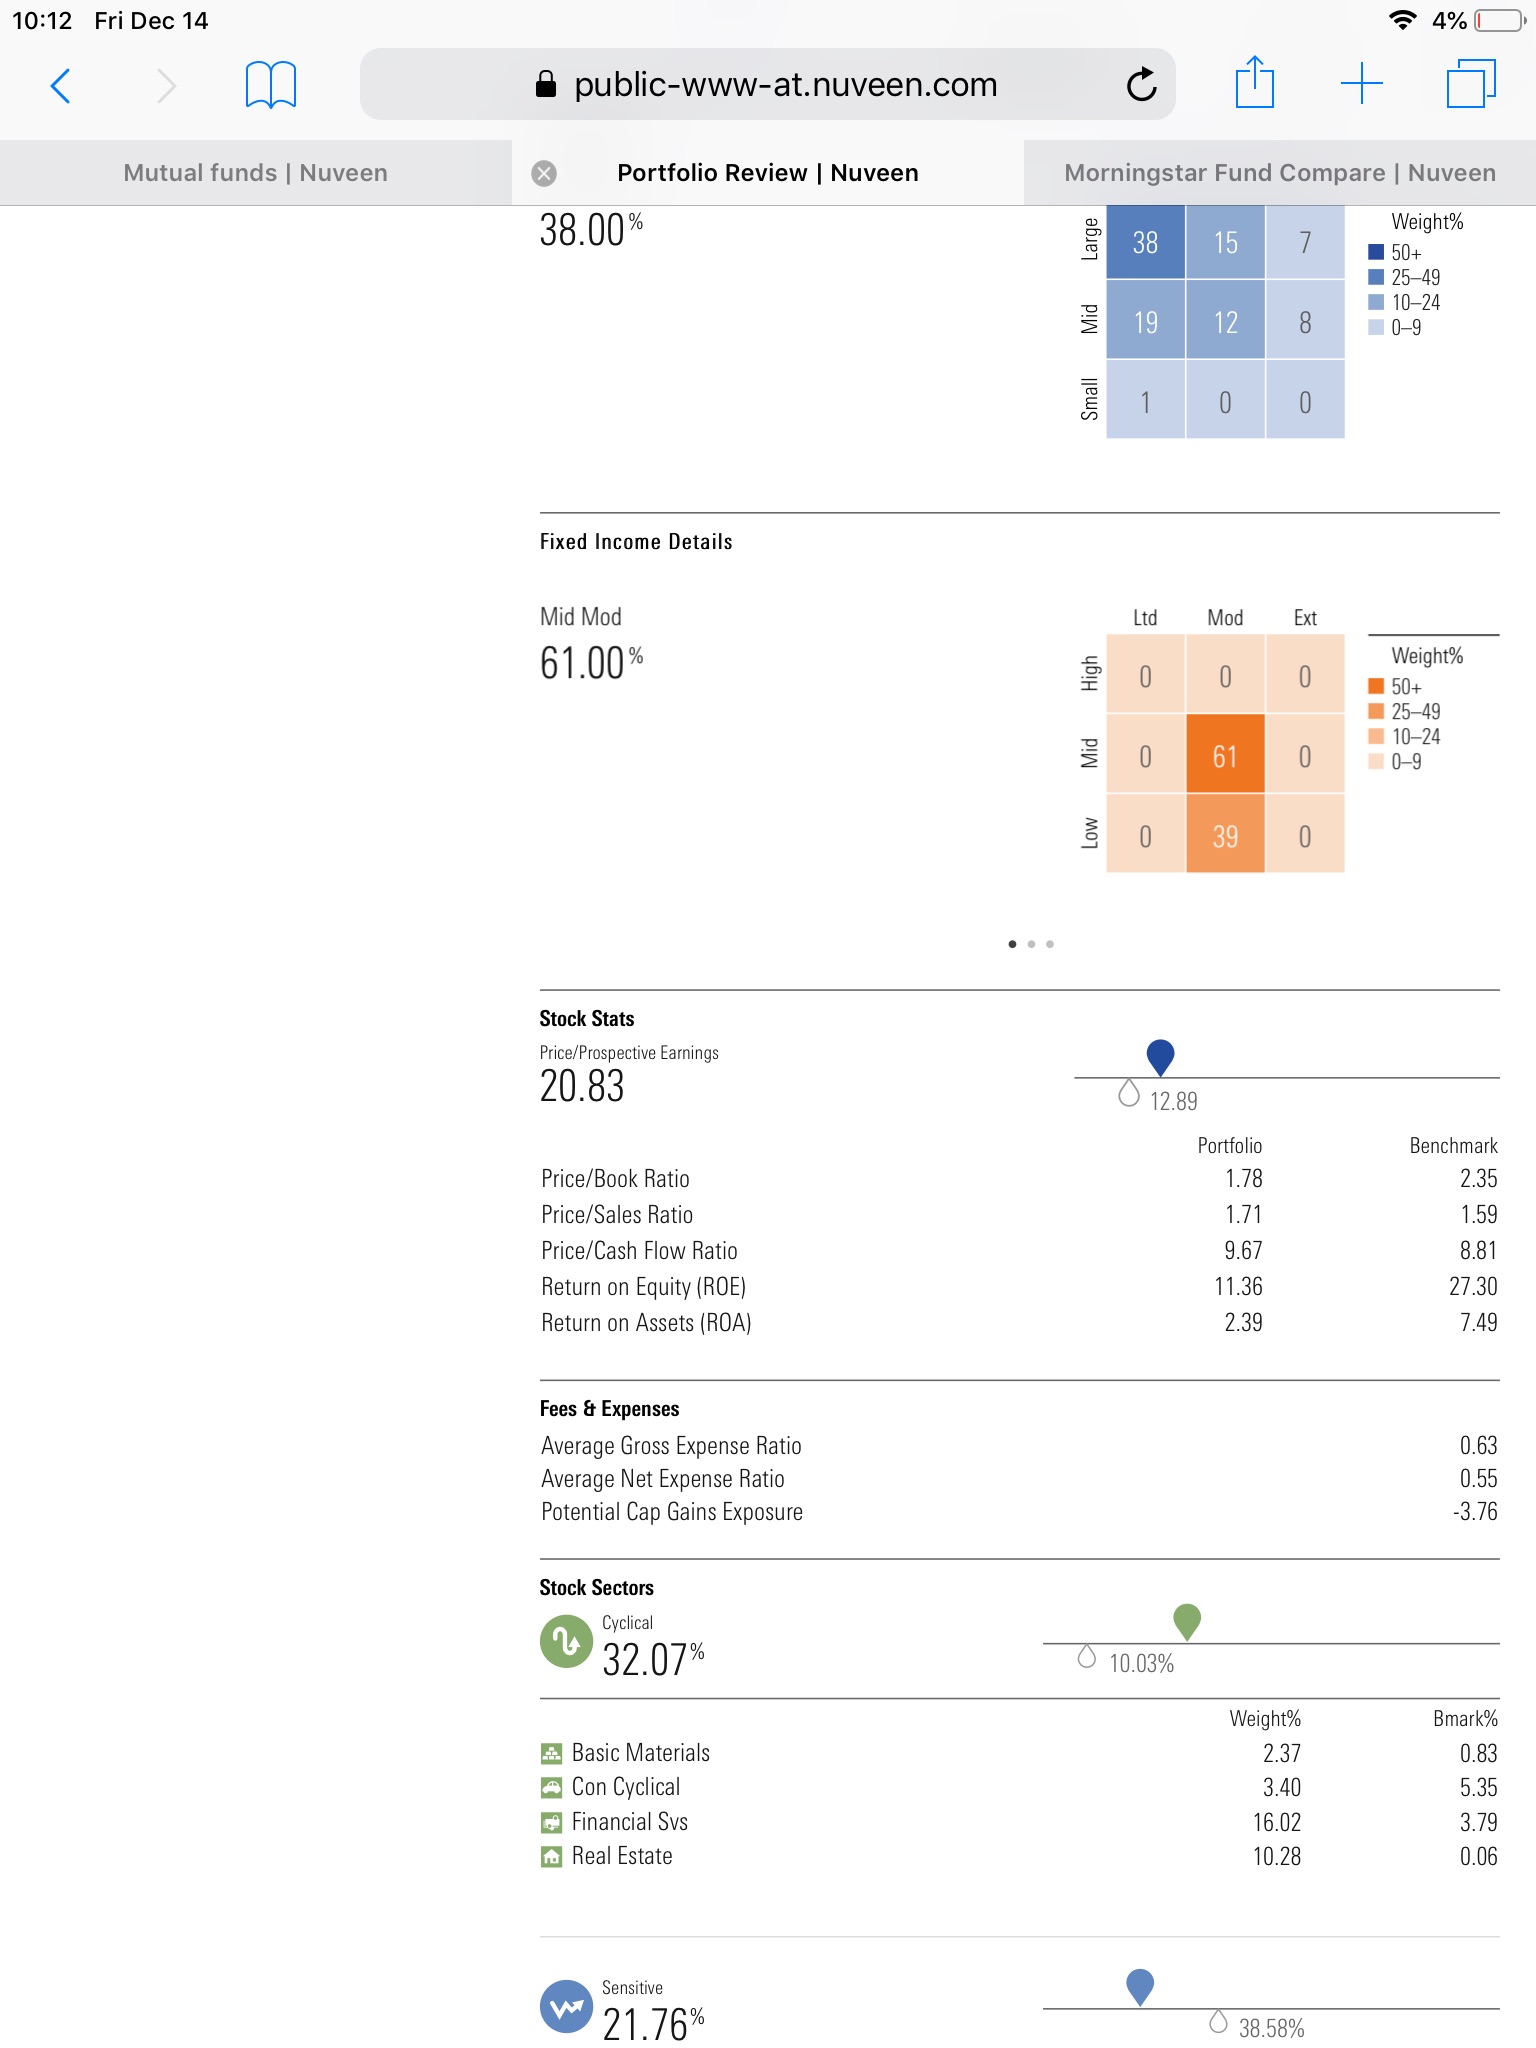 10:12 Fri Dec 14 4%
public-www-at.nuveen.com
Mutual funds | Nuveen Portfolio Review | Nuveen Morningstar Fund Compare | Nuveen
38.00%
Large 38 15 7
Mid 19 12 8
Small 1 0 0
Weight%
50+
25–49
10–24
0–9
Fixed Income Details
Mid Mod
61.00%
Ltd Mod Ext
High 0 0 0
Mid 0 61 0
Low 0 39 0
Weight%
50+
25–49
10–24
0–9
Stock Stats
Price/Prospective Earnings
20.83
12.89
Portfolio Benchmark
Price/Book Ratio 1.78 2.35
Price/Sales Ratio 1.71 1.59
Price/Cash Flow Ratio 9.67 8.81
Return on Equity (ROE) 11.36 27.30
Return on Assets (ROA) 2.39 7.49
Fees & Expenses
Average Gross Expense Ratio 0.63
Average Net Expense Ratio 0.55
Potential Cap Gains Exposure -3.76
Stock Sectors
Cyclical
32.07%
10.03%
Weight% Bmark%
Basic Materials 2.37 0.83
Con Cyclical 3.40 5.35
Financial Svs 16.02 3.79
Real Estate 10.28 0.06
Sensitive
21.76%
38.58%